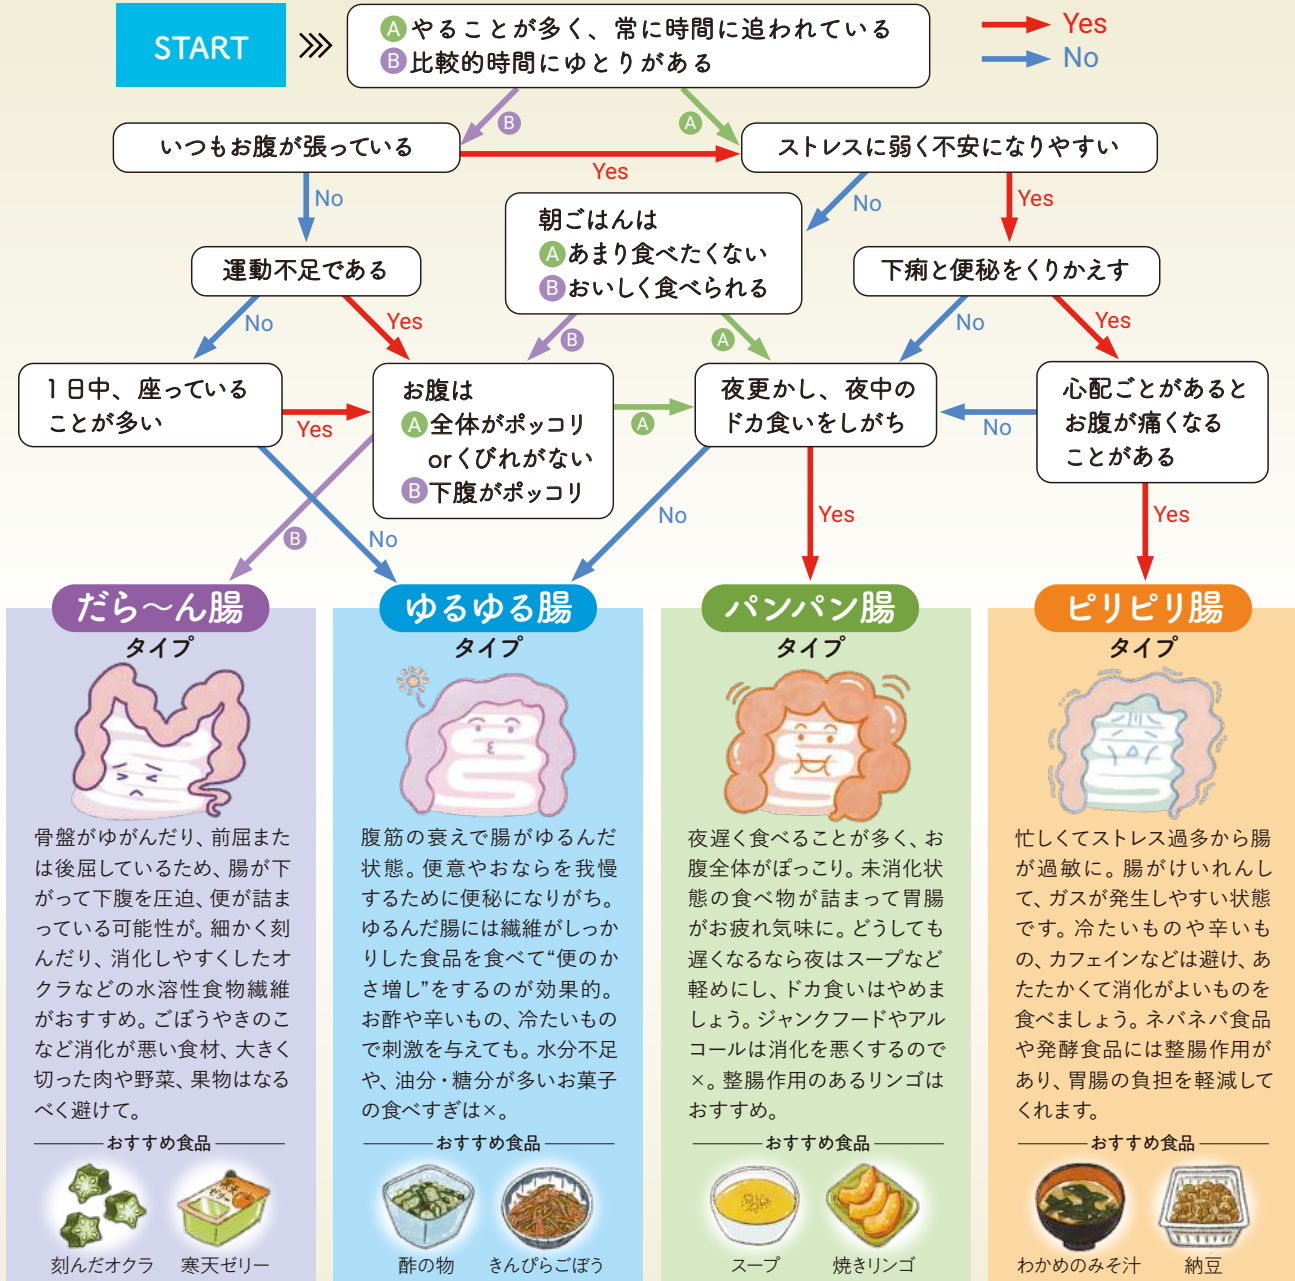 START
Ⓐやることが多く、常に時間に追われている
Ⓑ比較的時間にゆとりがある
Yes
No
Ⓑ
Ⓐ
いつもお腹が張っている
Yes
ストレスに弱く不安になりやすい
No
No
Yes
朝ごはんは
Ⓐあまり食べたくない
Ⓑおいしく食べられる
運動不足である
下痢と便秘をくりかえす
No
Yes
Ⓑ
Ⓐ
No
Yes
1日中、座っている
ことが多い
Yes
お腹は
Ⓐ全体がポッコリ
orくびれがない
Ⓑ下腹がポッコリ
Ⓐ
夜更かし、夜中の
ドカ食いをしがち
No
心配ごとがあると
お腹が痛くなる
ことがある
Ⓑ
No
No
Yes
Yes
だら〜ん腸
タイプ
骨盤がゆがんだり、前屈また
は後屈しているため、腸が下
がって下腹を圧迫、便が詰ま
っている可能性が。細かく刻
んだり、消化しやすくしたオ
クラなどの水溶性食物繊維
がおすすめ。ごぼうやきのこ
など消化が悪い食材、大きく
切った肉や野菜、果物はなる
べく避けて。
おすすめ食品
刻んだオクラ
寒天ゼリー
ゆるゆる腸
タイプ
腹筋の衰えで腸がゆるんだ
状態。便意やおならを我慢
するために便秘になりがち。
ゆるんだ腸には繊維がしっか
りした食品を食べて“便のか
さ増し”をするのが効果的。
お酢や辛いもの、冷たいもの
で刺激を与えても。水分不足
や、油分・糖分が多いお菓子
の食べすぎは×。
おすすめ食品
酢の物
きんぴらごぼう
パンパン腸
タイプ
夜遅く食べることが多く、お
腹全体がぽっこり。未消化状
態の食べ物が詰まって胃腸
がお疲れ気味に。どうしても
遅くなるなら夜はスープなど
軽めにし、ドカ食いはやめま
しょう。ジャンクフードやアル
コールは消化を悪くするので
×。整腸作用のあるリンゴは
おすすめ。
おすすめ食品
スープ
焼きリンゴ
ピリピリ腸
タイプ
忙しくてストレス過多から腸
が過敏に。腸がけいれんし
て、ガスが発生しやすい状態
です。冷たいものや辛いも
の、カフェインなどは避け、あ
たたかくて消化がよいものを
食べましょう。ネバネバ食品
や発酵食品には整腸作用が
あり、胃腸の負担を軽減して
くれます。
おすすめ食品
わかめのみそ汁
納豆